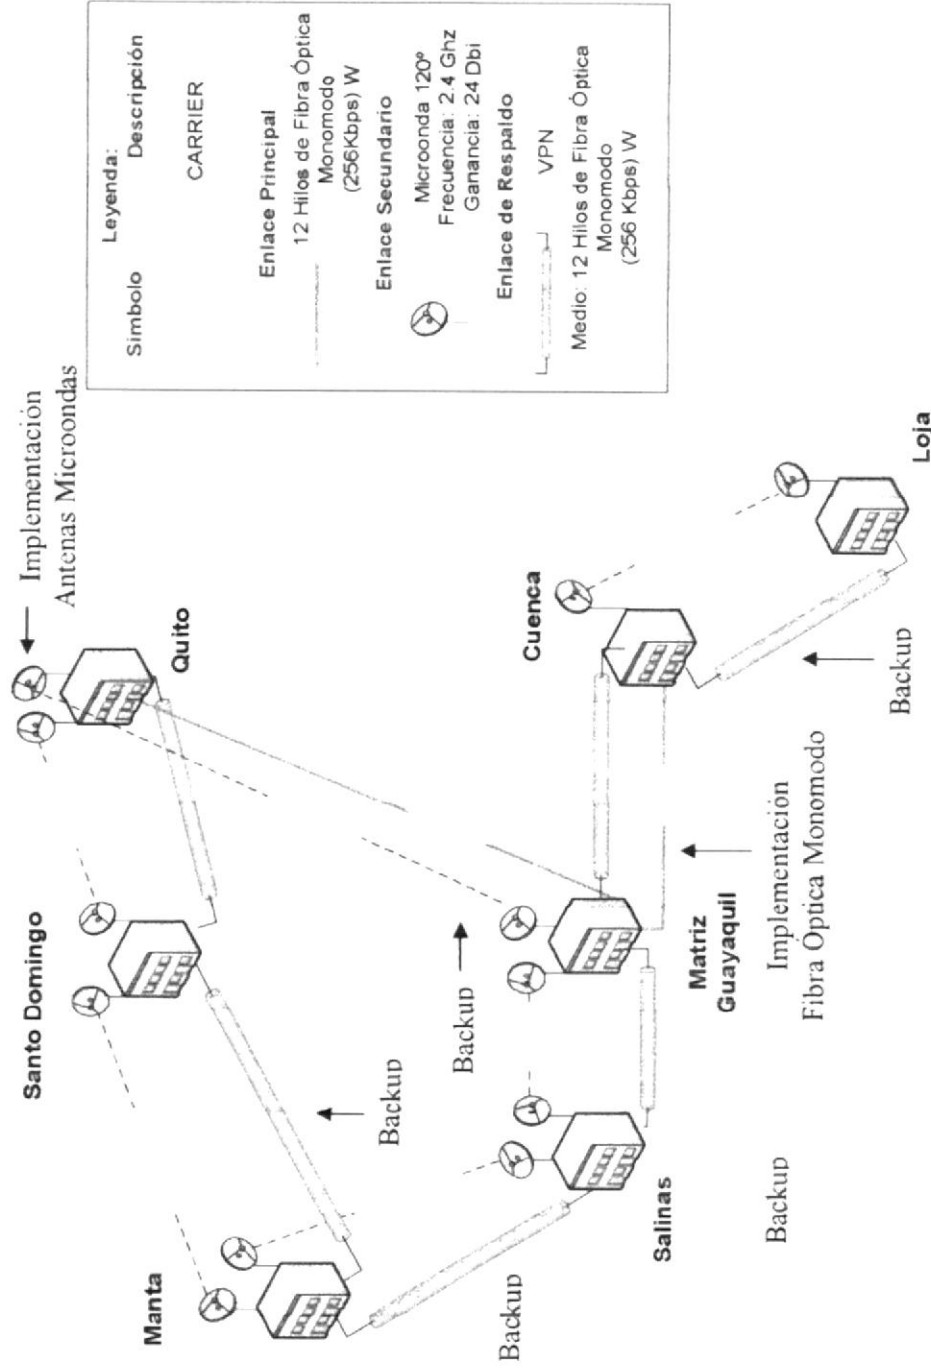 Implementación
Antenas Microondas
Quito
Santo Domingo
Manta
Backup
Backup
Backup
Salinas
Backup
Matriz
Guayaquil
Implementacion
Fibra Óptica Monomodo
Cuenca
Backup
Loja
Leyenda:
Simbolo Descripción
CARRIER
Enlace Principal
12 Hilos de Fibra Óptica
Monomodo
(256Kbps) W
Enlace Secundario
Microonda 120º
Frecuencia: 2.4 Ghz
Ganancia: 24 Dbi
Enlace de Respaldo
VPN
Medio: 12 Hilos de Fibra Óptica
Monomodo
(256 Kbps) W